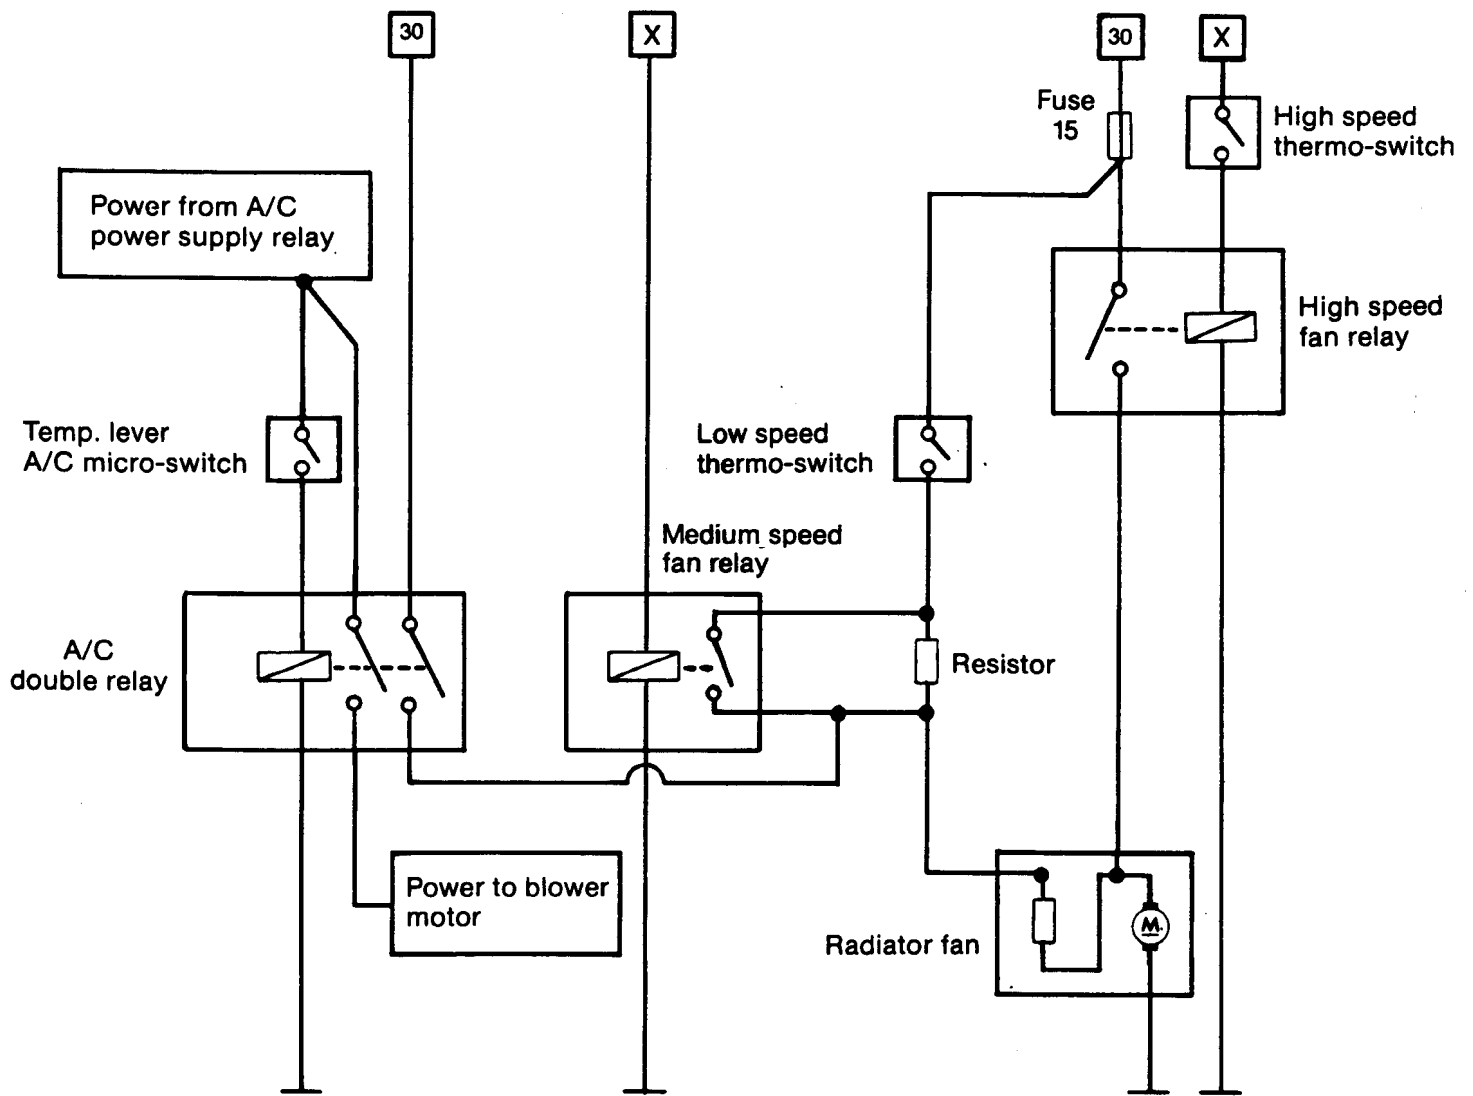 30
X
30
X
Fuse
15
High speed
thermo-switch
Power from A/C
power supply relay
High speed
fan relay
Temp. lever
A/C micro-switch
Low speed
thermo-switch
Medium speed
fan relay
A/C
double relay
Resistor
Power to blower
motor
Radiator fan
M